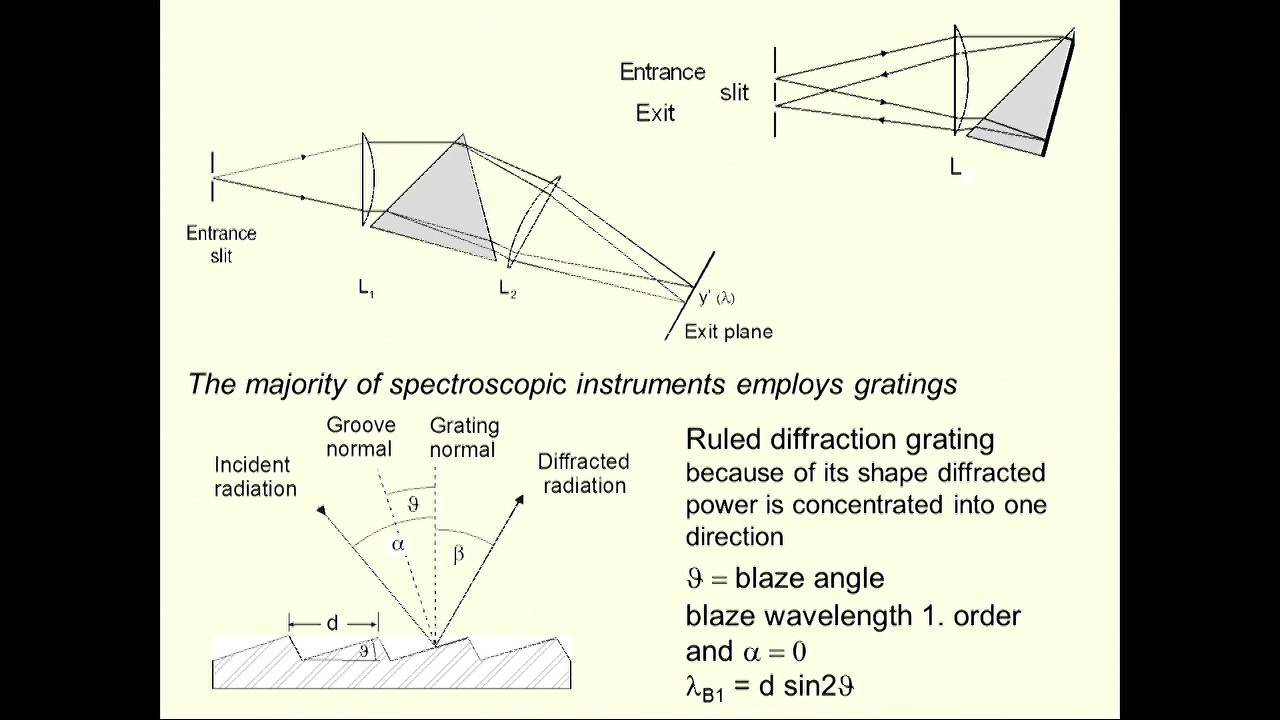 Entrance
slit
Exit
L
Entrance
slit
L1
L2
y' (λ)
Exit plane
The majority of spectroscopic instruments employs gratings
Groove
normal
Grating
normal
Incident
radiation
Diffracted
radiation
ϑ
α
β
d
ϑ
Ruled diffraction grating
because of its shape diffracted
power is concentrated into one
direction
ϑ = blaze angle
blaze wavelength 1. order
and α = 0
λB1 = d sin2ϑ